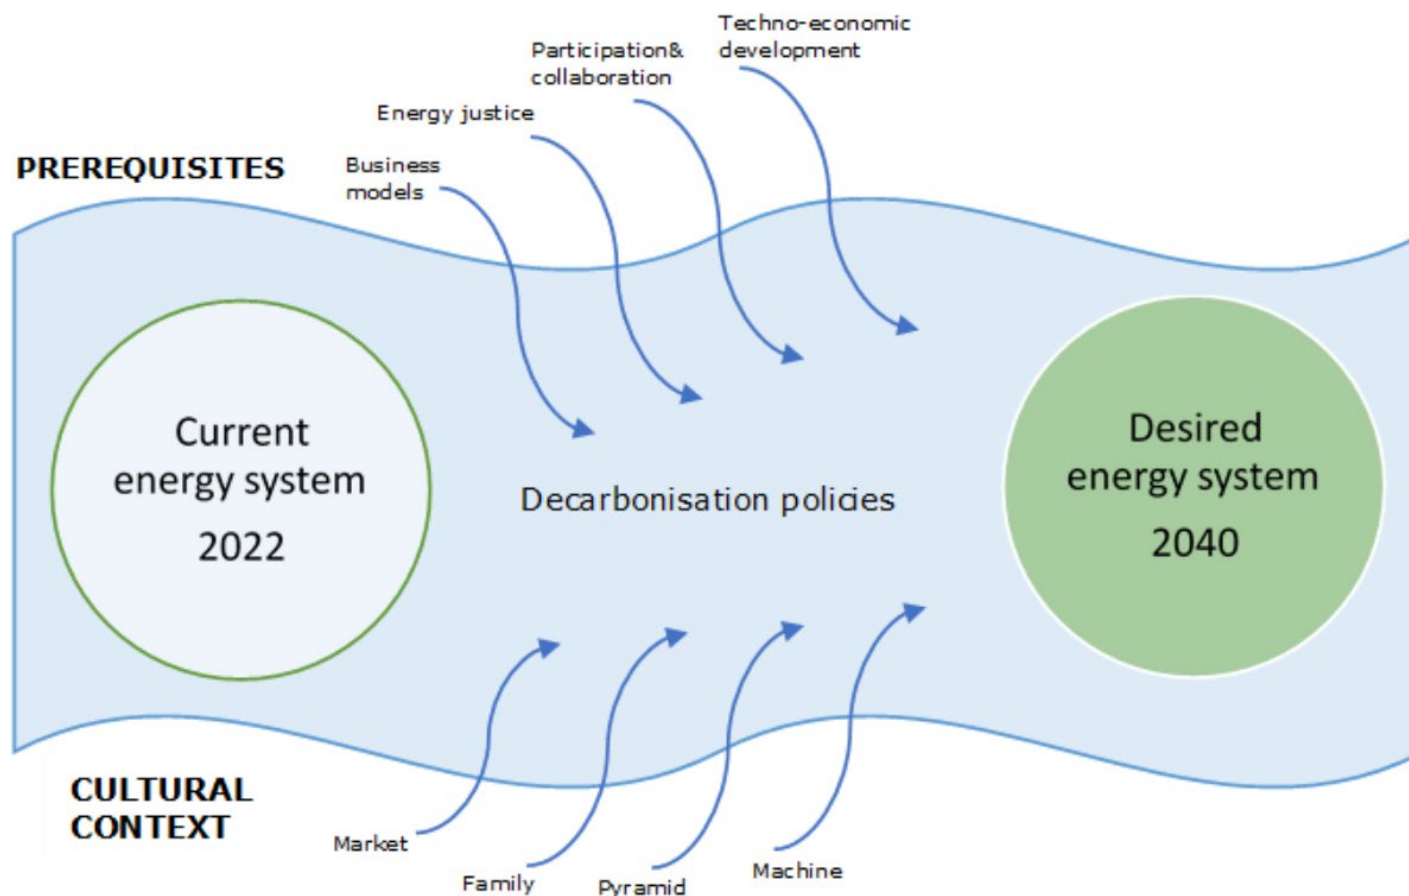 Techno-economic
development
Participation&
collaboration
Energy justice
PREREQUISITES
Business
models
Current
energy system
2022
Decarbonisation policies
Desired
energy system
2040
CULTURAL
CONTEXT
Market
Family
Pyramid
Machine